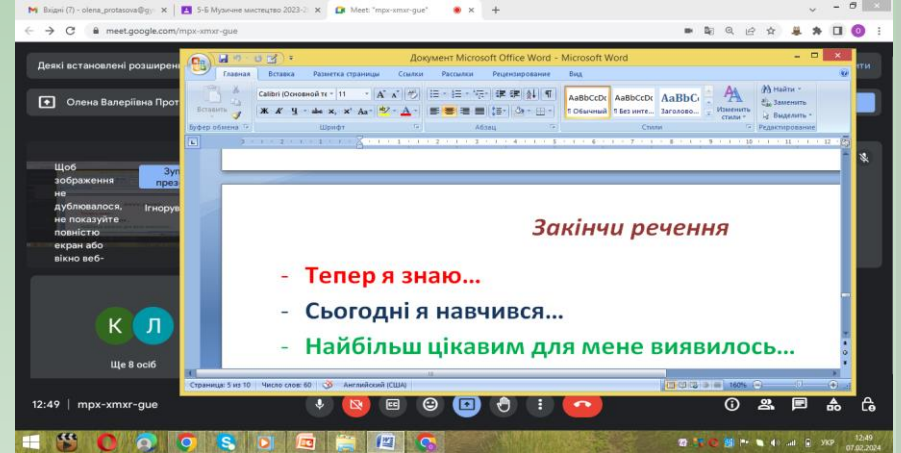 Вхідні (7) - olena_protasova@gy
5-Б Музичне мистецтво 2023-2
Meet: "mpx-xmxr-gue"
meet.google.com/mpx-xmxr-gue
Деякі встановлені розширен
Олена Валеріївна Прот
Щоб
зображення
не
дублювалося,
не показуйте
повністю
екран або
вікно веб-
Зуп
през
Ігнорув
К Л
Ще 8 осіб
Документ Microsoft Office Word - Microsoft Word
Главная Вставка Разметка страницы Ссылки Рассылки Рецензирование Вид
Calibri (Основной те 11
Вставить
AaBbCcDc AaBbCcDc AaBbC
¶ Обычный ¶ Без инте... Заголово...
Изменить стили
Найти
Заменить
Выделить
Буфер обмена Шрифт Абзац Стили Редактирование
Закінчи речення
- Тепер я знаю...
- Сьогодні я навчився...
- Найбільш цікавим для мене виявилось...
Страница: 5 из 10 Число слов: 60 Английский (США) 160%
12:49 | mpx-xmxr-gue
УКР 12:49
07.02.2024